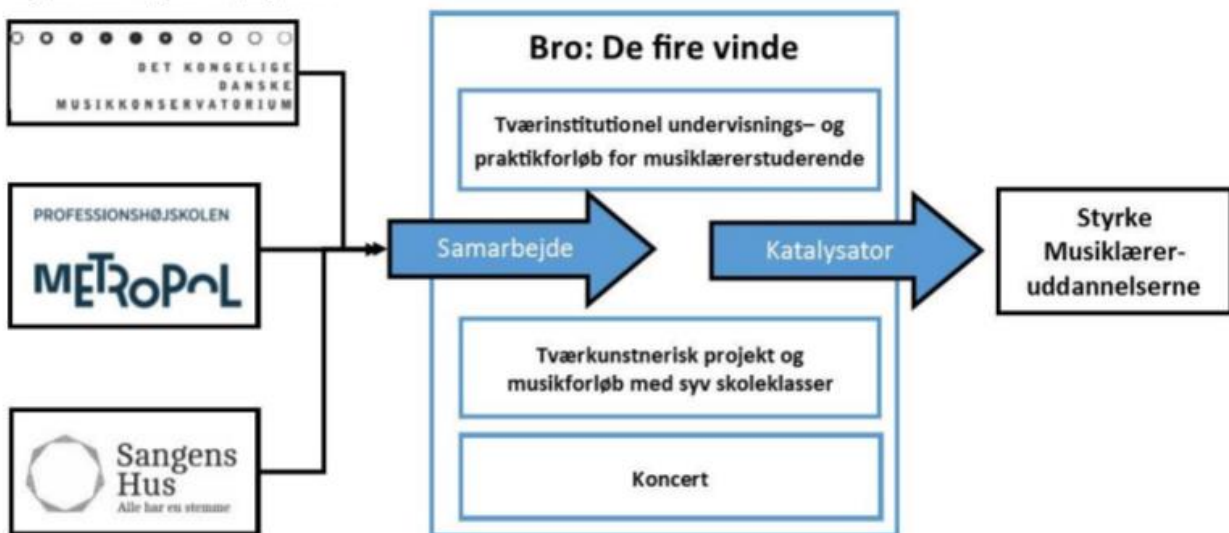 DET KONGELIGE
DANSKE
MUSIKKONSERVATORIUM
PROFESSIONSHØJSKOLEN
METROPOL
Sangens
Hus
Alle har en stemme
Bro: De fire vinde
Tværinstitutionel undervisnings– og
praktikforløb for musiklærerstuderende
Samarbejde
Katalysator
Tværkunstnerisk projekt og
musikforløb med syv skoleklasser
Koncert
Styrke
Musiklærer-
uddannelserne